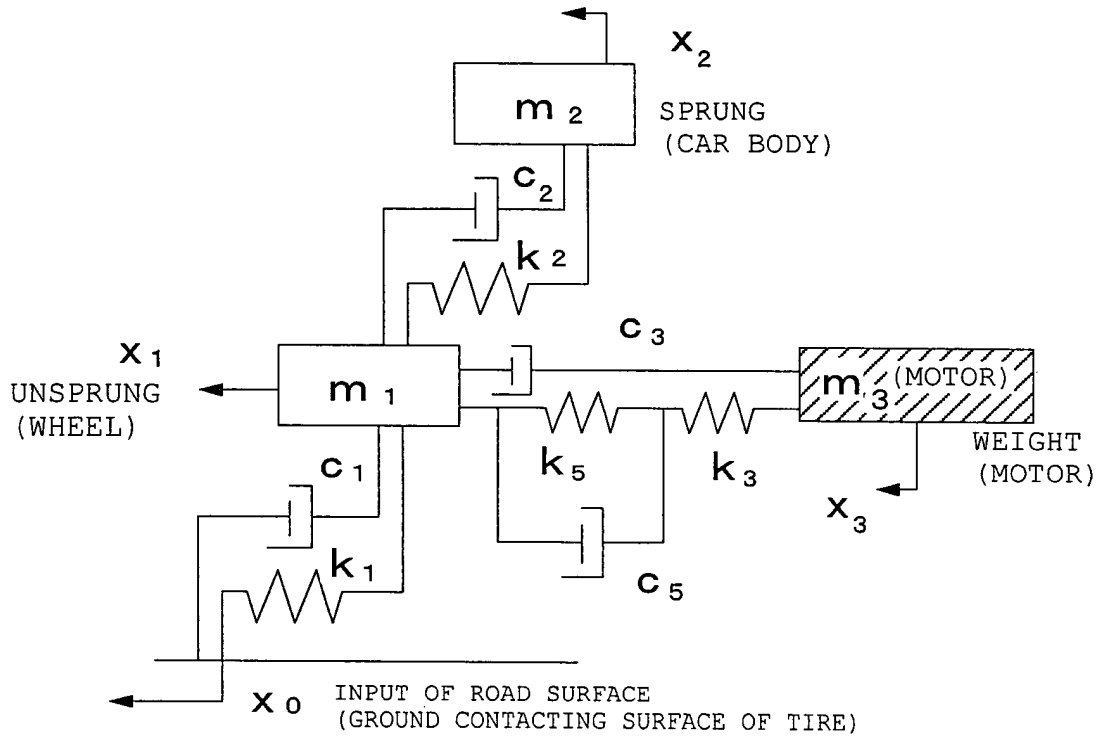 x₂
m₂
SPRUNG
(CAR BODY)
c₂
k₂
c₃
x₁
UNSPRUNG
(WHEEL)
m₁
m₃ (MOTOR)
WEIGHT
(MOTOR)
k₅
k₃
x₃
c₁
k₁
c₅
x₀
INPUT OF ROAD SURFACE
(GROUND CONTACTING SURFACE OF TIRE)